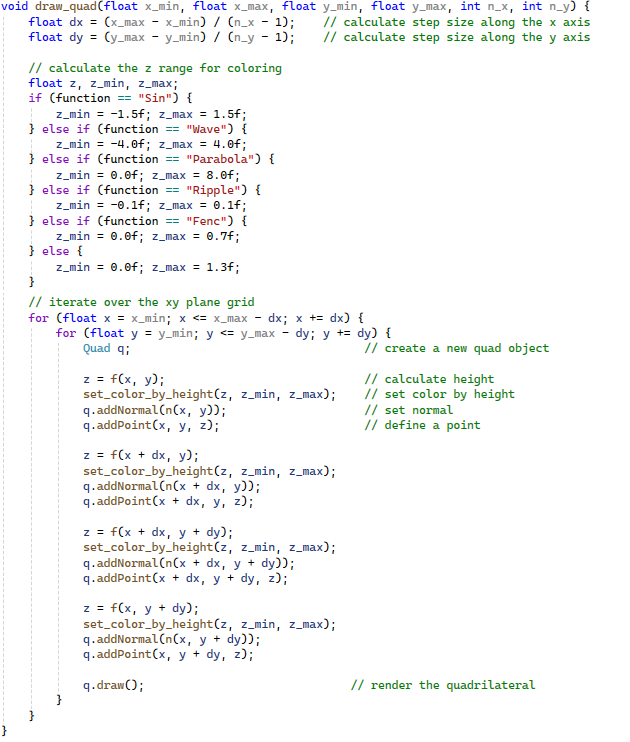 void draw_quad(float x_min, float x_max, float y_min, float y_max, int n_x, int n_y) {
    float dx = (x_max - x_min) / (n_x - 1);    // calculate step size along the x axis
    float dy = (y_max - y_min) / (n_y - 1);    // calculate step size along the y axis

    // calculate the z range for coloring
    float z, z_min, z_max;
    if (function == "Sin") {
        z_min = -1.5f; z_max = 1.5f;
    } else if (function == "Wave") {
        z_min = -4.0f; z_max = 4.0f;
    } else if (function == "Parabola") {
        z_min = 0.0f; z_max = 8.0f;
    } else if (function == "Ripple") {
        z_min = -0.1f; z_max = 0.1f;
    } else if (function == "Fenc") {
        z_min = 0.0f; z_max = 0.7f;
    } else {
        z_min = 0.0f; z_max = 1.3f;
    }
    // iterate over the xy plane grid
    for (float x = x_min; x <= x_max - dx; x += dx) {
        for (float y = y_min; y <= y_max - dy; y += dy) {
            Quad q;                                  // create a new quad object

            z = f(x, y);                             // calculate height
            set_color_by_height(z, z_min, z_max);    // set color by height
            q.addNormal(n(x, y));                    // set normal
            q.addPoint(x, y, z);                     // define a point

            z = f(x + dx, y);
            set_color_by_height(z, z_min, z_max);
            q.addNormal(n(x + dx, y));
            q.addPoint(x + dx, y, z);

            z = f(x + dx, y + dy);
            set_color_by_height(z, z_min, z_max);
            q.addNormal(n(x + dx, y + dy));
            q.addPoint(x + dx, y + dy, z);

            z = f(x, y + dy);
            set_color_by_height(z, z_min, z_max);
            q.addNormal(n(x, y + dy));
            q.addPoint(x, y + dy, z);

            q.draw();                              // render the quadrilateral
        }
    }
}